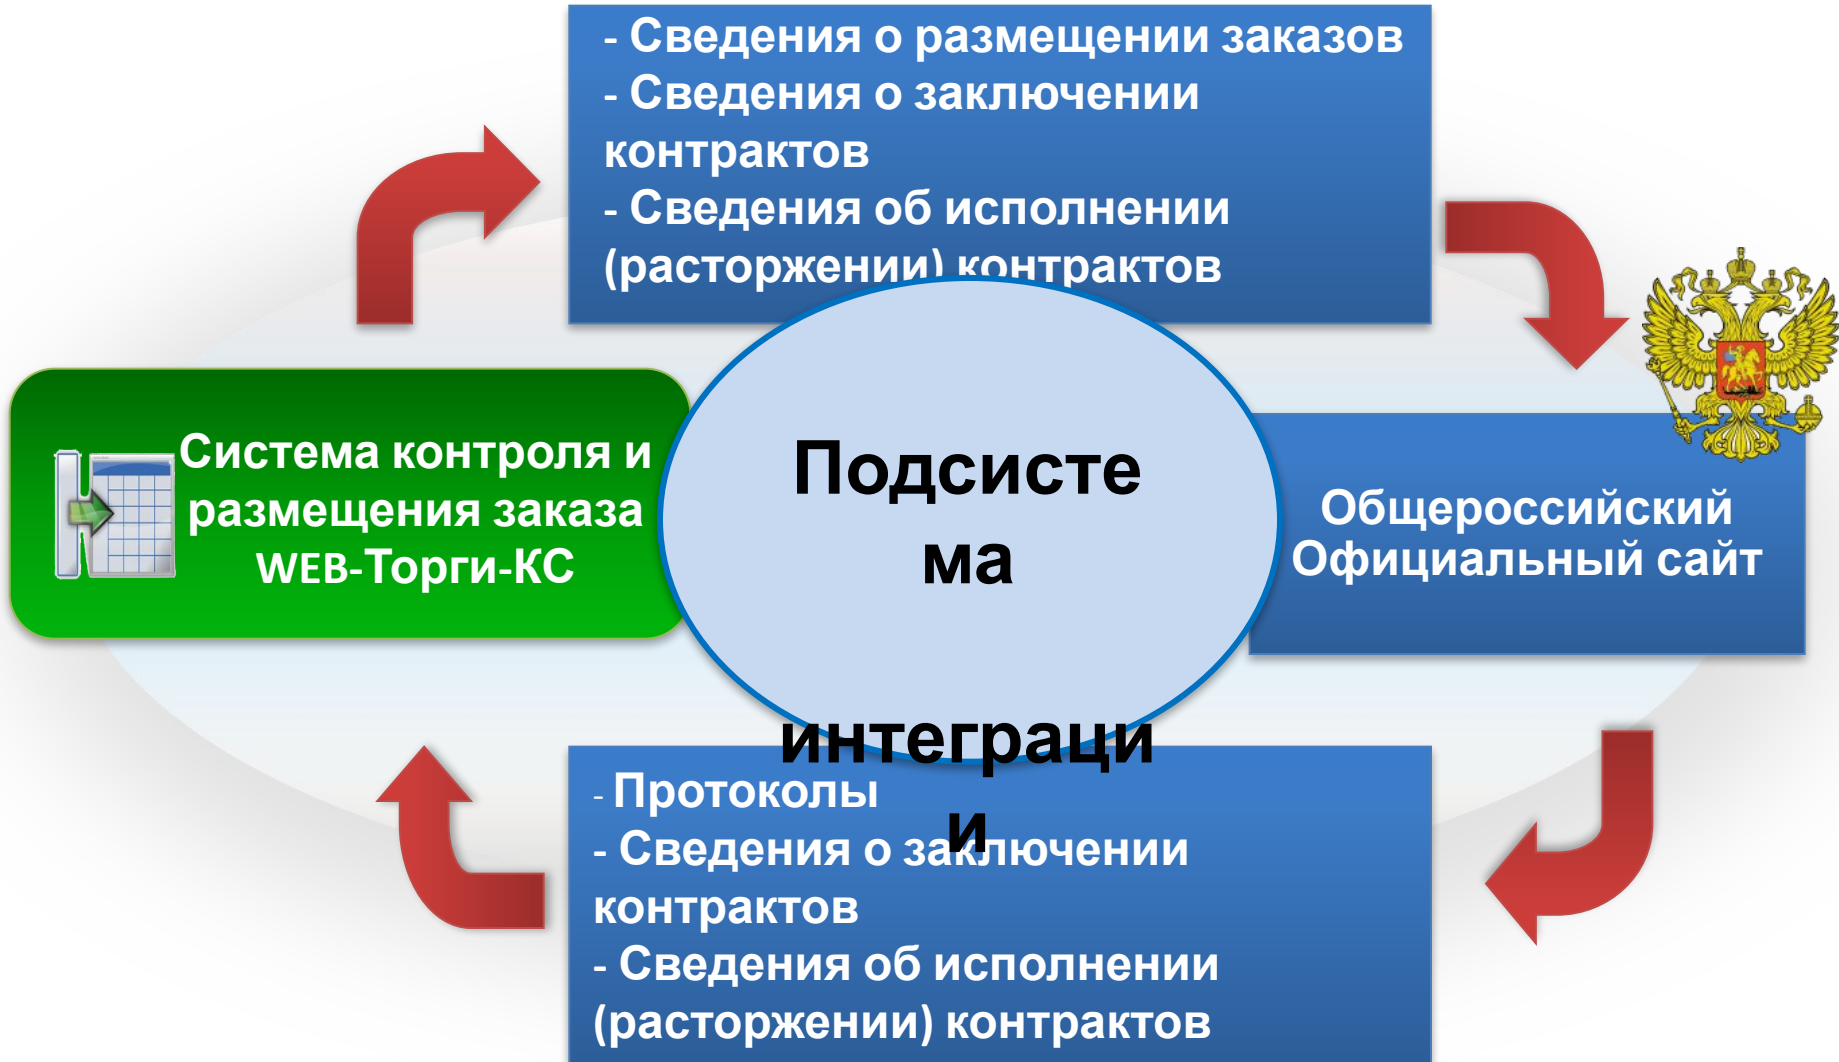 - Сведения о размещении заказов
- Сведения о заключении
контрактов
- Сведения об исполнении
(расторжении) контрактов
Система контроля и
размещения заказа
WEB-Торги-КС
Подсисте
ма
интеграци
и
Общероссийский
Официальный сайт
- Протоколы
- Сведения о заключении
контрактов
- Сведения об исполнении
(расторжении) контрактов